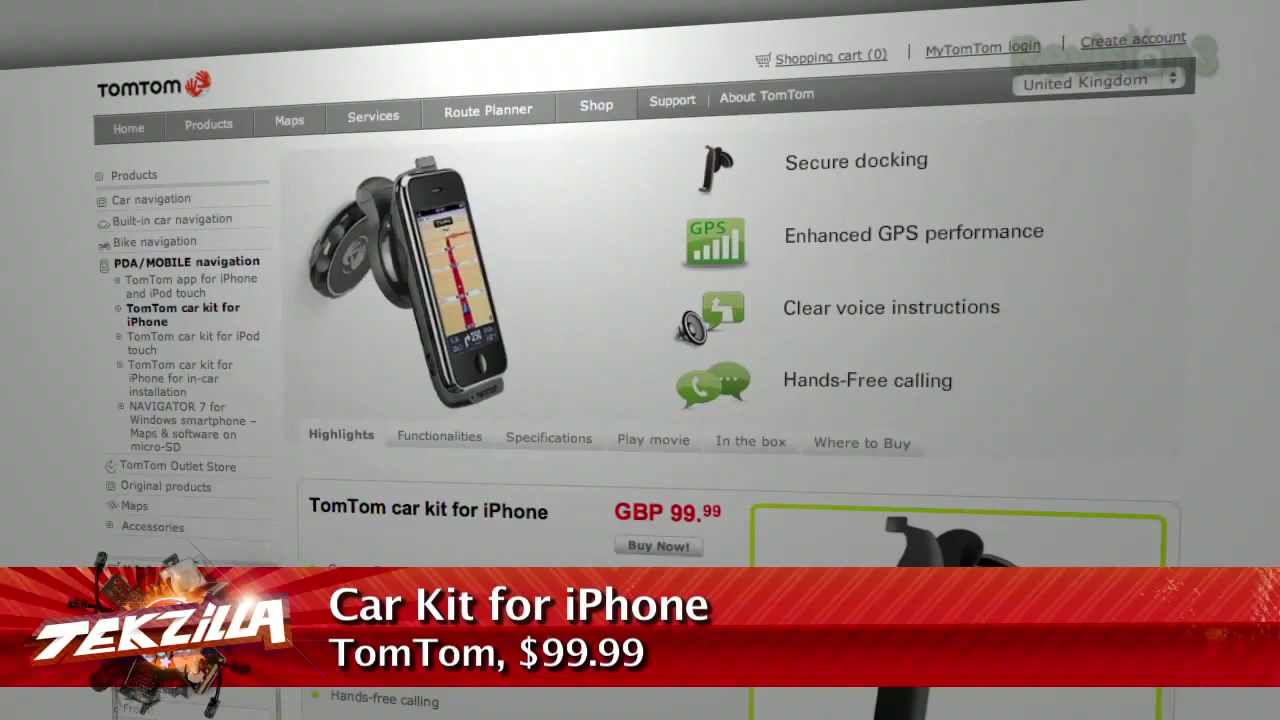 Revision3
Shopping cart (0) | MyTomTom login | Create account
TOMTOM
United Kingdom
Home Products Maps Services Route Planner Shop Support | About TomTom
Products
Car navigation
Built-in car navigation
Bike navigation
PDA/MOBILE navigation
TomTom app for iPhone
and iPod touch
TomTom car kit for
iPhone
TomTom car kit for iPod
touch
TomTom car kit for
iPhone for in-car
installation
NAVIGATOR 7 for
Windows smartphone –
Maps & software on
micro-SD
TomTom Outlet Store
Original products
Maps
Accessories
Secure docking
GPS
Enhanced GPS performance
Clear voice instructions
Hands-Free calling
Highlights Functionalities Specifications Play movie In the box Where to Buy
TomTom car kit for iPhone
GBP 99.99
Buy Now!
TEKZILLA
Car Kit for iPhone
TomTom, $99.99
Hands-free calling